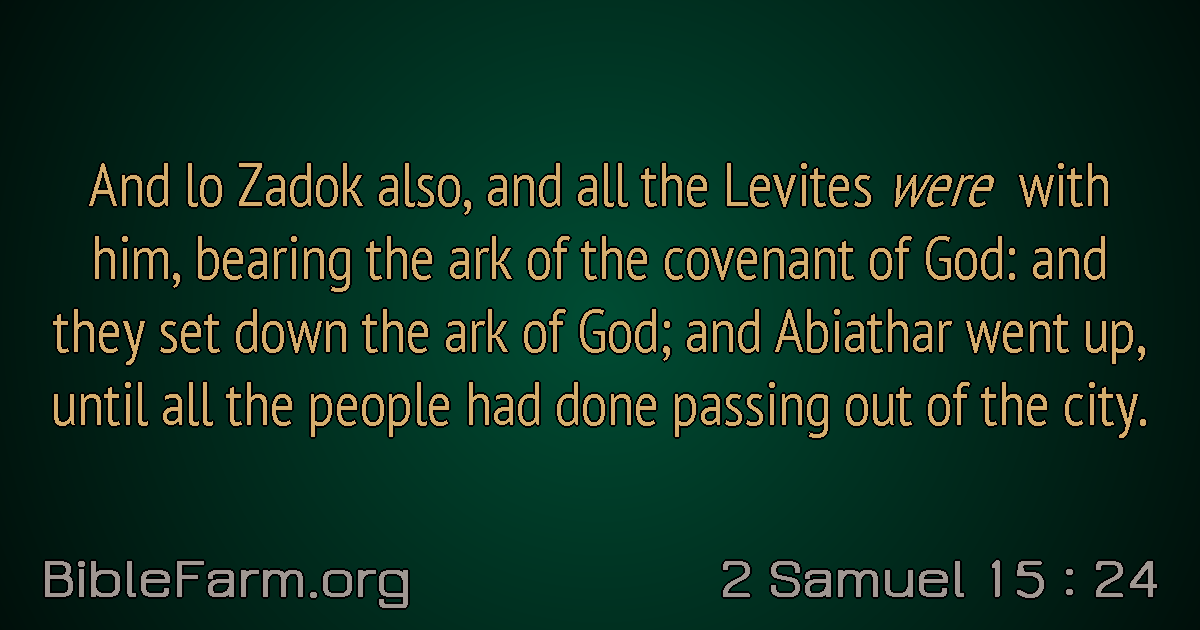 And lo Zadok also, and all the Levites were with
him, bearing the ark of the covenant of God: and
they set down the ark of God; and Abiathar went up,
until all the people had done passing out of the city.
BibleFarm.org
2 Samuel 15 : 24